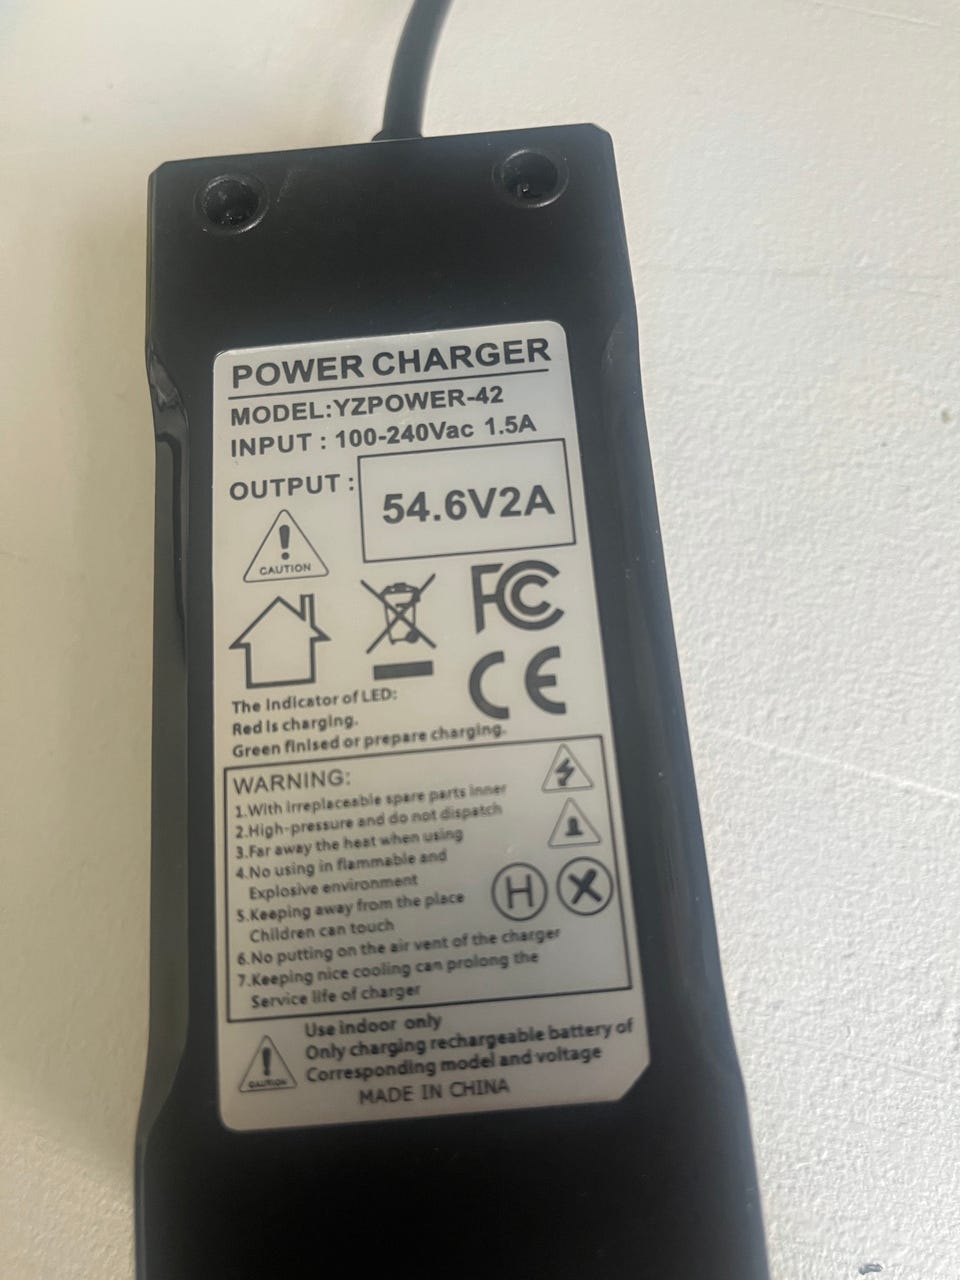 POWER CHARGER
MODEL:YZPOWER-42
INPUT : 100-240Vac 1.5A
OUTPUT :
54.6V2A
CAUTION
FC
CE
The Indicator of LED:
Red is charging.
Green finised or prepare charging.
WARNING:
1.With irreplaceable spare parts inner
2.High-pressure and do not dispatch
3.Far away the heat when using
4.No using in flammable and
Explosive environment
5.Keeping away from the place
Children can touch
H
6.No putting on the air vent of the charger
7.Keeping nice cooling can prolong the
Service life of charger
CAUTION
Use indoor only
Only charging rechargeable battery of
Corresponding model and voltage
MADE IN CHINA